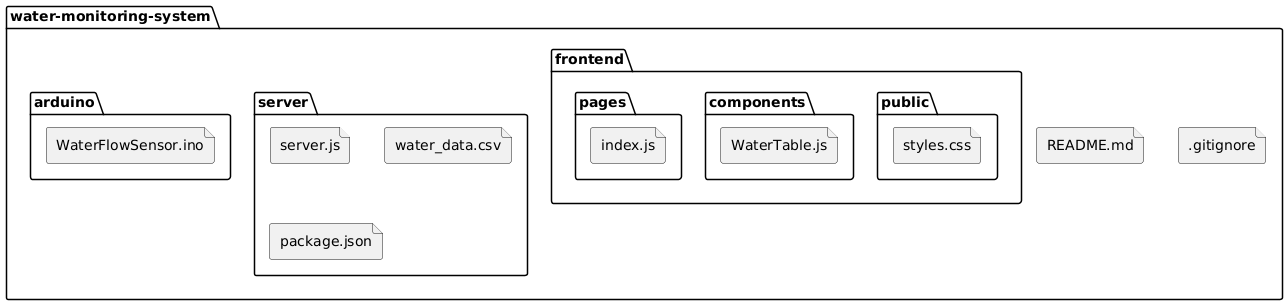 water-monitoring-system
arduino
WaterFlowSensor.ino
server
server.js
water_data.csv
package.json
frontend
pages
index.js
components
WaterTable.js
public
styles.css
README.md
.gitignore